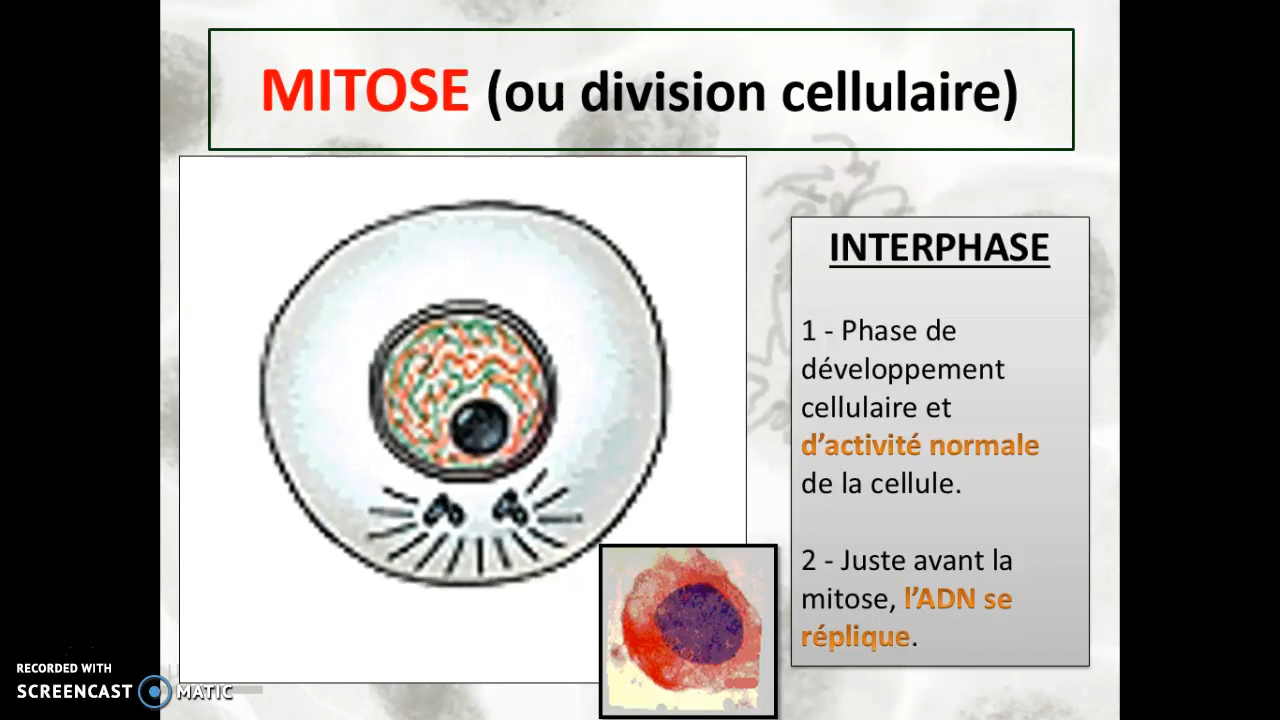 MITOSE (ou division cellulaire)
INTERPHASE
1 - Phase de
développement
cellulaire et
d’activité normale
de la cellule.
2 - Juste avant la
mitose, l’ADN se
réplique.
RECORDED WITH
SCREENCAST MATIC